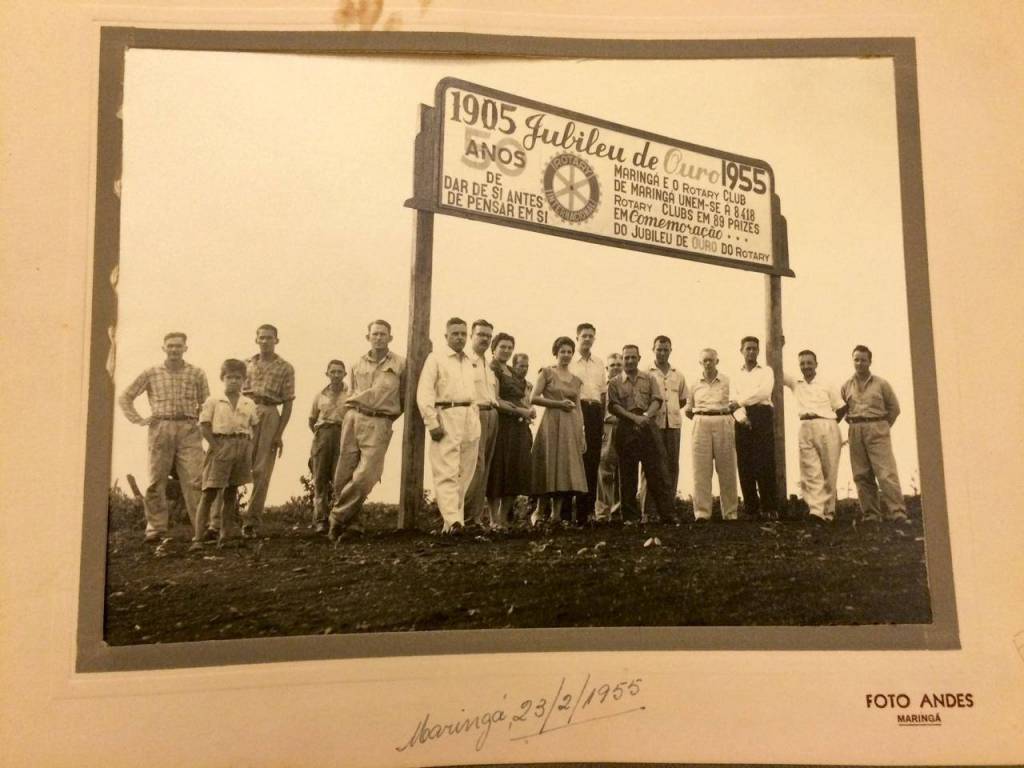 1905 Jubileu de Ouro 1955
50
ANOS
DE
DAR DE SI ANTES
DE PENSAR EM SI
ROTARY
INTERNACIONAL
MARINGÁ E O ROTARY CLUB
DE MARINGÁ UNEM-SE A 8.418
ROTARY CLUBS EM 89 PAIZES
EM Comemoração...
DO JUBILEU DE OURO DO ROTARY
Maringá, 23/2/1955
FOTO ANDES
MARINGÁ